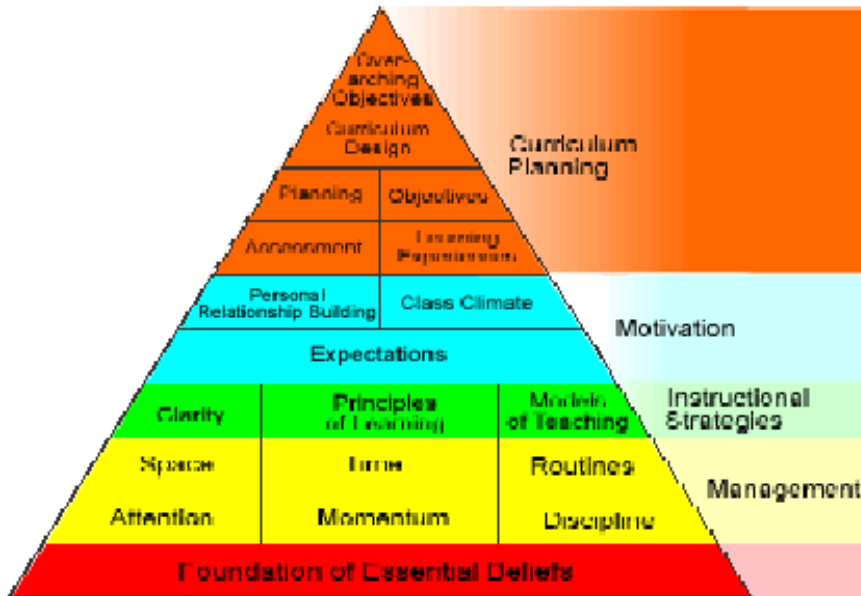 Over-
arching
Objectives
Curriculum
Design
Curriculum
Planning
Planning
Objectives
Assessment
Learning
Experiences
Personal
Relationship Building
Class Climate
Motivation
Expectations
Clarity
Principles
of Learning
Models
of Teaching
Instructional
Strategies
Space
Time
Routines
Management
Attention
Momentum
Discipline
Foundation of Essential Beliefs